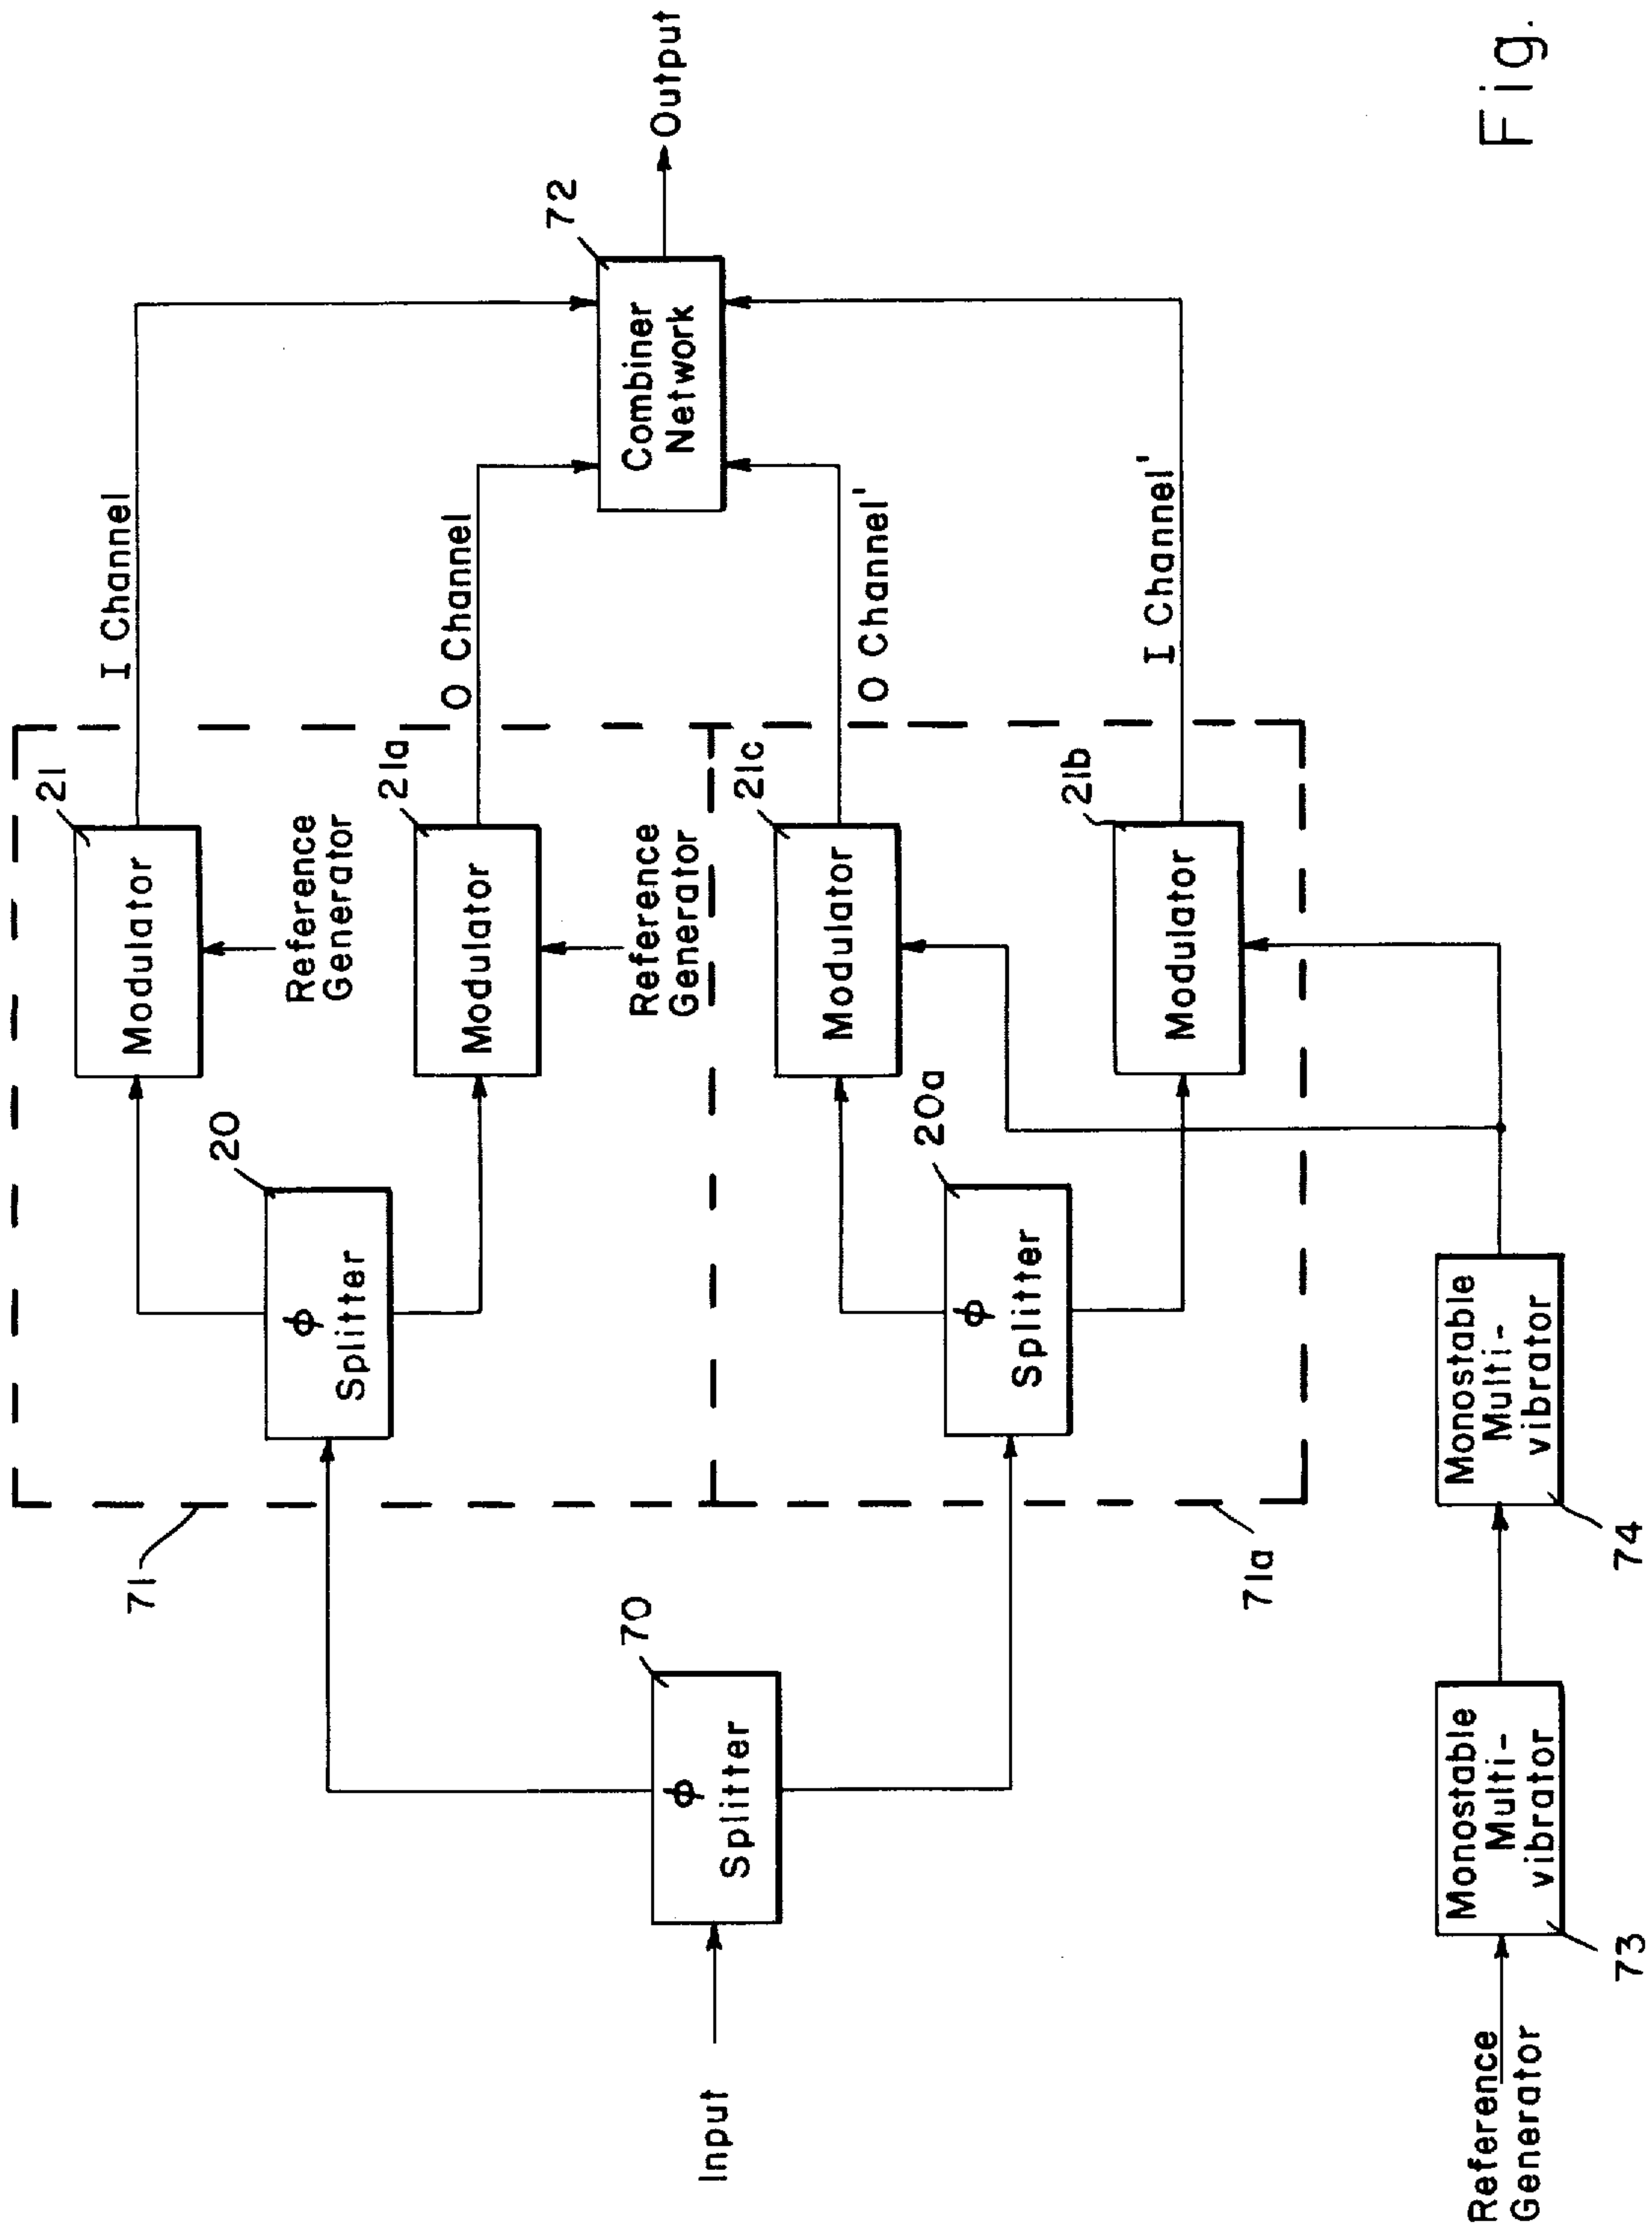 Input
70
ϕ
Splitter
71
20
ϕ
Splitter
21
Modulator
Reference
Generator
I Channel
21a
Modulator
Reference
Generator
O Channel
71a
20a
ϕ
Splitter
21c
Modulator
O Channel'
21b
Modulator
I Channel'
72
Combiner
Network
Output
Reference
Generator
73
Monostable
Multi-
vibrator
74
Monostable
Multi-
vibrator
Fig.